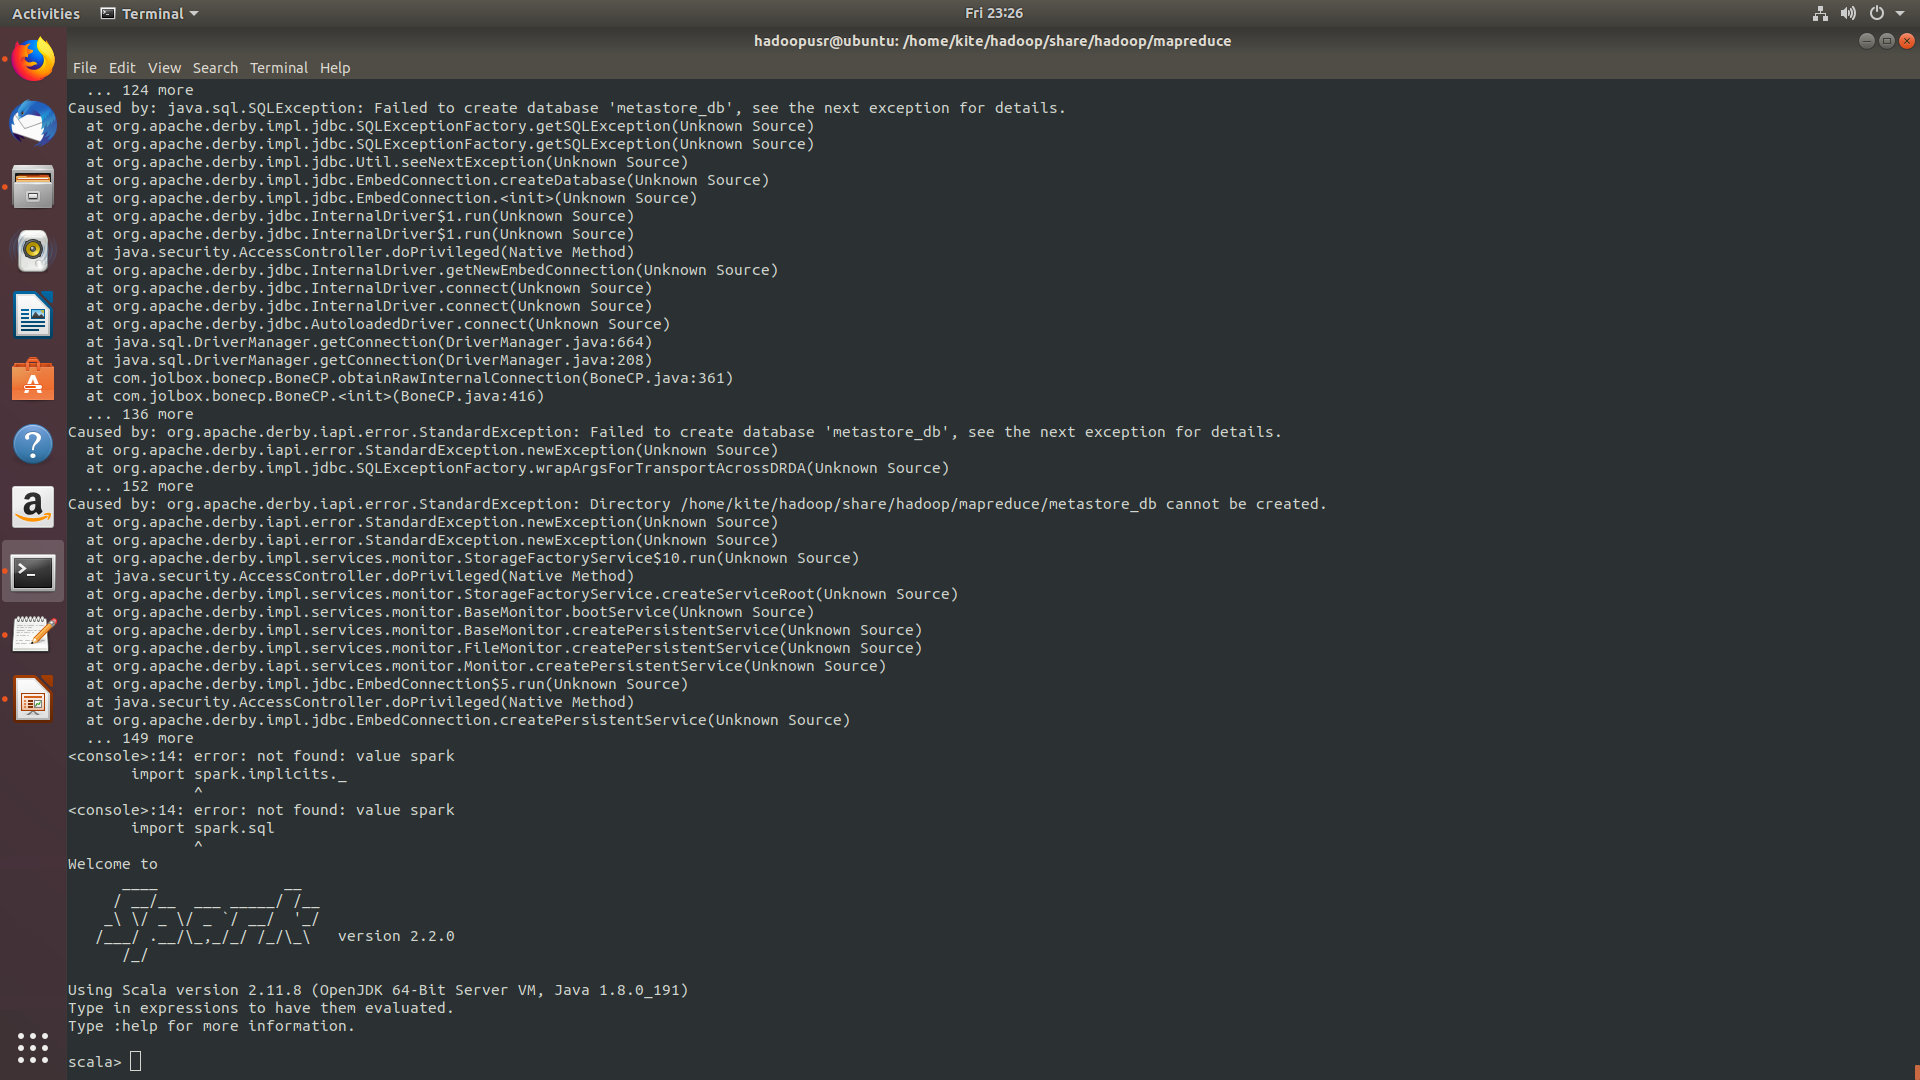 Activities
Terminal
Fri 23:26
hadoopusr@ubuntu: /home/kite/hadoop/share/hadoop/mapreduce
File Edit View Search Terminal Help
... 124 more
Caused by: java.sql.SQLException: Failed to create database 'metastore_db', see the next exception for details.
at org.apache.derby.impl.jdbc.SQLExceptionFactory.getSQLException(Unknown Source)
at org.apache.derby.impl.jdbc.SQLExceptionFactory.getSQLException(Unknown Source)
at org.apache.derby.impl.jdbc.Util.seeNextException(Unknown Source)
at org.apache.derby.impl.jdbc.EmbedConnection.createDatabase(Unknown Source)
at org.apache.derby.impl.jdbc.EmbedConnection.<init>(Unknown Source)
at org.apache.derby.jdbc.InternalDriver$1.run(Unknown Source)
at org.apache.derby.jdbc.InternalDriver$1.run(Unknown Source)
at java.security.AccessController.doPrivileged(Native Method)
at org.apache.derby.jdbc.InternalDriver.getNewEmbedConnection(Unknown Source)
at org.apache.derby.jdbc.InternalDriver.connect(Unknown Source)
at org.apache.derby.jdbc.InternalDriver.connect(Unknown Source)
at org.apache.derby.jdbc.AutoloadedDriver.connect(Unknown Source)
at java.sql.DriverManager.getConnection(DriverManager.java:664)
at java.sql.DriverManager.getConnection(DriverManager.java:208)
at com.jolbox.bonecp.BoneCP.obtainRawInternalConnection(BoneCP.java:361)
at com.jolbox.bonecp.BoneCP.<init>(BoneCP.java:416)
... 136 more
Caused by: org.apache.derby.iapi.error.StandardException: Failed to create database 'metastore_db', see the next exception for details.
at org.apache.derby.iapi.error.StandardException.newException(Unknown Source)
at org.apache.derby.impl.jdbc.SQLExceptionFactory.wrapArgsForTransportAcrossDRDA(Unknown Source)
... 152 more
Caused by: org.apache.derby.iapi.error.StandardException: Directory /home/kite/hadoop/share/hadoop/mapreduce/metastore_db cannot be created.
at org.apache.derby.iapi.error.StandardException.newException(Unknown Source)
at org.apache.derby.iapi.error.StandardException.newException(Unknown Source)
at org.apache.derby.impl.services.monitor.StorageFactoryService$10.run(Unknown Source)
at java.security.AccessController.doPrivileged(Native Method)
at org.apache.derby.impl.services.monitor.StorageFactoryService.createServiceRoot(Unknown Source)
at org.apache.derby.impl.services.monitor.BaseMonitor.bootService(Unknown Source)
at org.apache.derby.impl.services.monitor.BaseMonitor.createPersistentService(Unknown Source)
at org.apache.derby.impl.services.monitor.FileMonitor.createPersistentService(Unknown Source)
at org.apache.derby.impl.services.monitor.Monitor.createPersistentService(Unknown Source)
at org.apache.derby.impl.jdbc.EmbedConnection$5.run(Unknown Source)
at java.security.AccessController.doPrivileged(Native Method)
at org.apache.derby.impl.jdbc.EmbedConnection.createPersistentService(Unknown Source)
... 149 more
<console>:14: error: not found: value spark
       import spark.implicits._
              ^
<console>:14: error: not found: value spark
       import spark.sql
              ^
Welcome to
      ____              __
     / __/__  ___ _____/ /__
    _\ \/ _ \/ _ `/ __/  '_/
   /___/ .__/\_,_/_/ /_/\_\   version 2.2.0
      /_/
Using Scala version 2.11.8 (OpenJDK 64-Bit Server VM, Java 1.8.0_191)
Type in expressions to have them evaluated.
Type :help for more information.
scala>